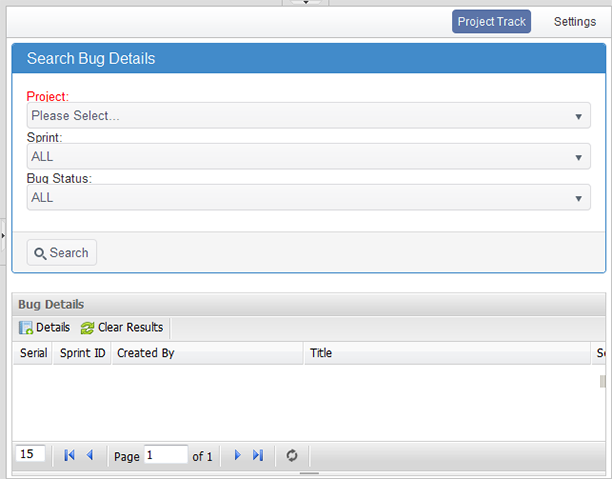 Project Track Settings
Search Bug Details
Project:
Please Select...
Sprint:
ALL
Bug Status:
ALL
Search
Bug Details
Details Clear Results
Serial Sprint ID Created By Title
15 Page 1 of 1